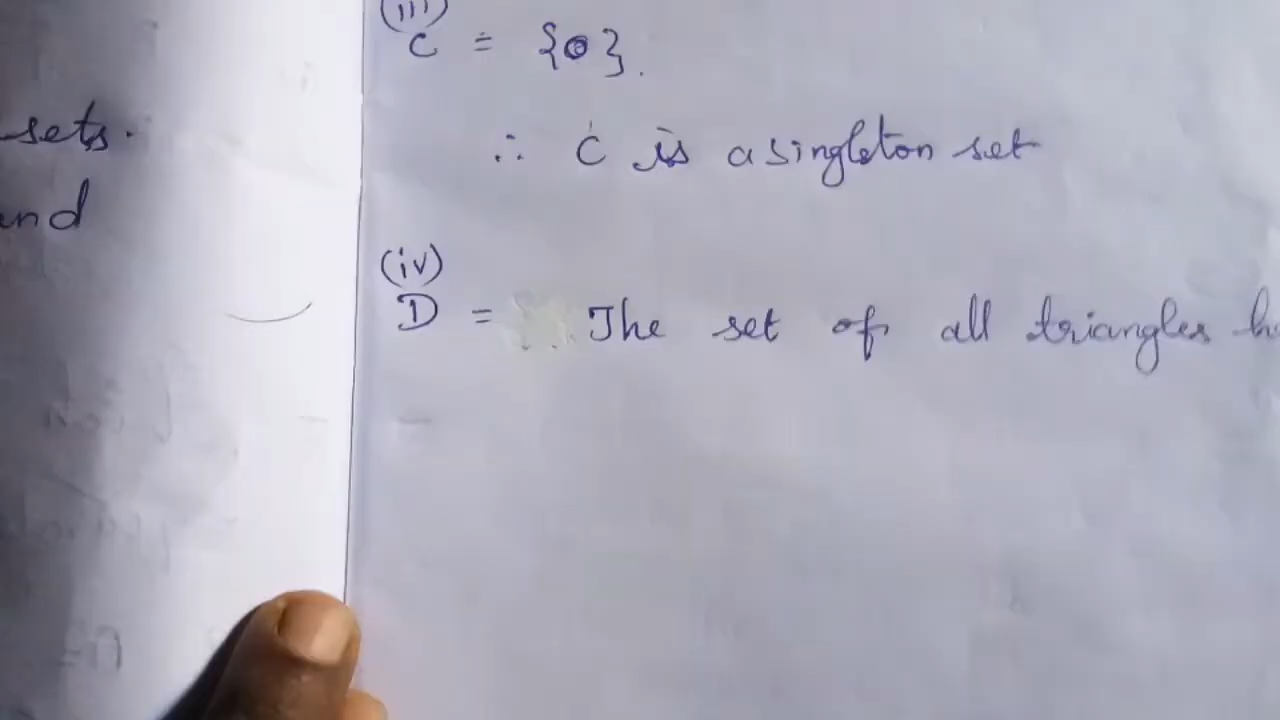 sets.
and
(iii)
C = {0}.
∴ C is a singleton set
(iv)
D = The set of all triangles